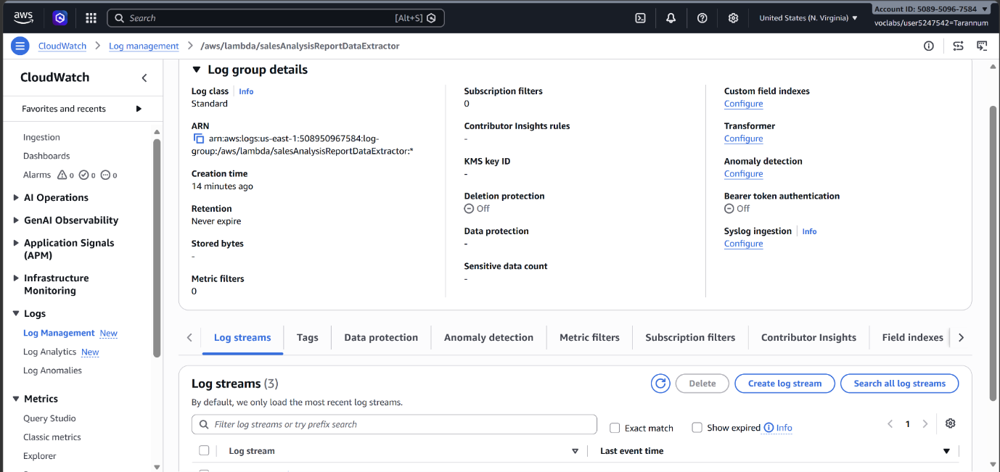 aws
Search [Alt+S]
United States (N. Virginia)
Account ID: 5089-5096-7584
voclabs/user5247542=Tarannum
CloudWatch > Log management > /aws/lambda/salesAnalysisReportDataExtractor
CloudWatch
Favorites and recents
Ingestion
Dashboards
Alarms 0 0 0
AI Operations
GenAI Observability
Application Signals
(APM)
Infrastructure
Monitoring
Logs
Log Management New
Log Analytics New
Log Anomalies
Metrics
Query Studio
Classic metrics
Explorer
Log group details
Log class Info
Standard
ARN
arn:aws:logs:us-east-1:508950967584:log-
group:/aws/lambda/salesAnalysisReportDataExtractor:*
Creation time
14 minutes ago
Retention
Never expire
Stored bytes
-
Metric filters
0
Subscription filters
0
Contributor Insights rules
-
KMS key ID
-
Deletion protection
Off
Data protection
-
Sensitive data count
-
Custom field indexes
Configure
Transformer
Configure
Anomaly detection
Configure
Bearer token authentication
Off
Syslog ingestion Info
Configure
Log streams Tags Data protection Anomaly detection Metric filters Subscription filters Contributor Insights Field indexes
Log streams (3)
Delete Create log stream Search all log streams
By default, we only load the most recent log streams.
Filter log streams or try prefix search
Exact match Show expired Info
1
Log stream Last event time